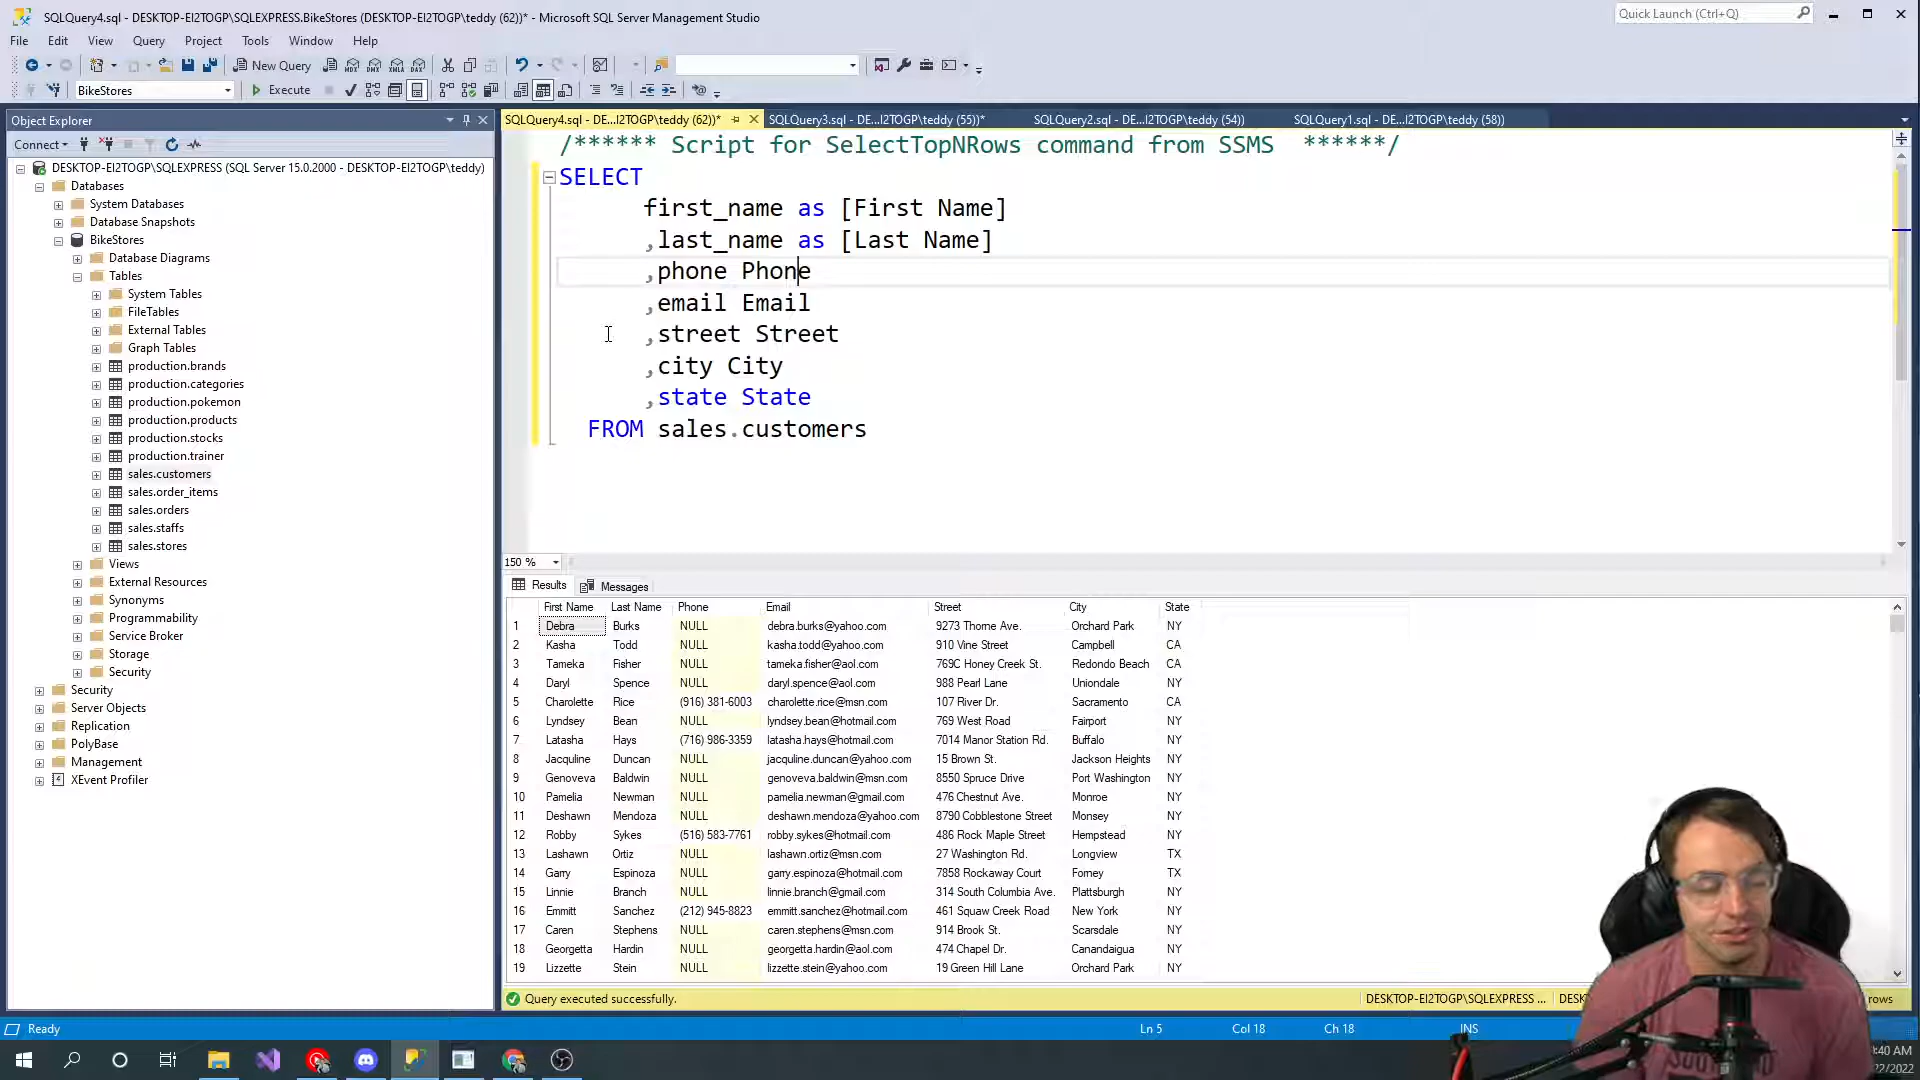 SQLQuery4.sql - DESKTOP-EI2TOGP\SQLEXPRESS.BikeStores (DESKTOP-EI2TOGP\teddy (62))* - Microsoft SQL Server Management Studio
Quick Launch (Ctrl+Q)
File Edit View Query Project Tools Window Help
New Query
MDX DMX XMLA DAX
BikeStores Execute
Object Explorer
Connect
DESKTOP-EI2TOGP\SQLEXPRESS (SQL Server 15.0.2000 - DESKTOP-EI2TOGP\teddy)
Databases
System Databases
Database Snapshots
BikeStores
Database Diagrams
Tables
System Tables
FileTables
External Tables
Graph Tables
production.brands
production.categories
production.pokemon
production.products
production.stocks
production.trainer
sales.customers
sales.order_items
sales.orders
sales.staffs
sales.stores
Views
External Resources
Synonyms
Programmability
Service Broker
Storage
Security
Security
Server Objects
Replication
PolyBase
Management
XEvent Profiler
SQLQuery4.sql - DE...I2TOGP\teddy (62))* SQLQuery3.sql - DE...I2TOGP\teddy (55))* SQLQuery2.sql - DE...I2TOGP\teddy (54)) SQLQuery1.sql - DE...I2TOGP\teddy (58))
/****** Script for SelectTopNRows command from SSMS ******/
SELECT
first_name as [First Name]
,last_name as [Last Name]
,phone Phone
,email Email
,street Street
,city City
,state State
FROM sales.customers
150 %
Results Messages
First Name Last Name Phone Email Street City State
1 Debra Burks NULL debra.burks@yahoo.com 9273 Thorne Ave. Orchard Park NY
2 Kasha Todd NULL kasha.todd@yahoo.com 910 Vine Street Campbell CA
3 Tameka Fisher NULL tameka.fisher@aol.com 769C Honey Creek St. Redondo Beach CA
4 Daryl Spence NULL daryl.spence@aol.com 988 Pearl Lane Uniondale NY
5 Charolette Rice (916) 381-6003 charolette.rice@msn.com 107 River Dr. Sacramento CA
6 Lyndsey Bean NULL lyndsey.bean@hotmail.com 769 West Road Fairport NY
7 Latasha Hays (716) 986-3359 latasha.hays@hotmail.com 7014 Manor Station Rd. Buffalo NY
8 Jacquline Duncan NULL jacquline.duncan@yahoo.com 15 Brown St. Jackson Heights NY
9 Genoveva Baldwin NULL genoveva.baldwin@msn.com 8550 Spruce Drive Port Washington NY
10 Pamelia Newman NULL pamelia.newman@gmail.com 476 Chestnut Ave. Monroe NY
11 Deshawn Mendoza NULL deshawn.mendoza@yahoo.com 8790 Cobblestone Street Monsey NY
12 Robby Sykes (516) 583-7761 robby.sykes@hotmail.com 486 Rock Maple Street Hempstead NY
13 Lashawn Ortiz NULL lashawn.ortiz@msn.com 27 Washington Rd. Longview TX
14 Garry Espinoza NULL garry.espinoza@hotmail.com 7858 Rockaway Court Forney TX
15 Linnie Branch NULL linnie.branch@gmail.com 314 South Columbia Ave. Plattsburgh NY
16 Emmitt Sanchez (212) 945-8823 emmitt.sanchez@hotmail.com 461 Squaw Creek Road New York NY
17 Caren Stephens NULL caren.stephens@msn.com 914 Brook St. Scarsdale NY
18 Georgetta Hardin NULL georgetta.hardin@aol.com 474 Chapel Dr. Canandaigua NY
19 Lizzette Stein NULL lizzette.stein@yahoo.com 19 Green Hill Lane Orchard Park NY
Query executed successfully. DESKTOP-EI2TOGP\SQLEXPRESS ... DESK rows
Ready Ln 5 Col 18 Ch 18 INS
:40 AM
22/2022